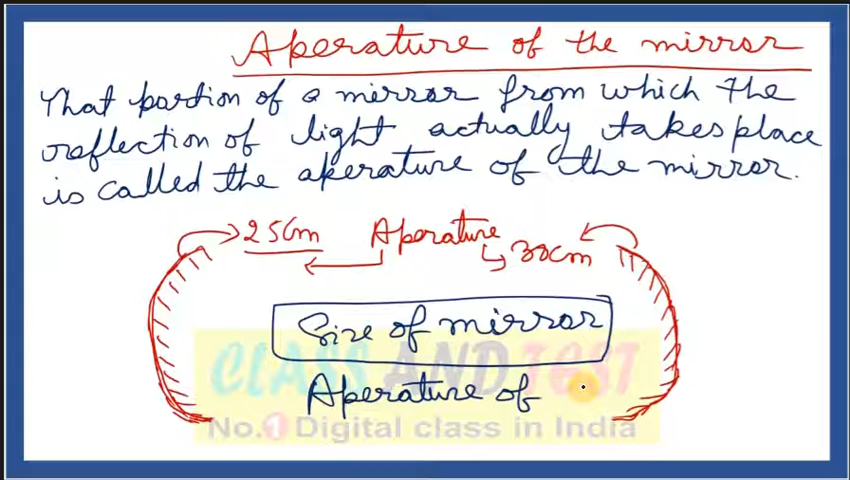 Aperature of the mirror
That portion of a mirror from which the
reflection of light actually takes place
is called the aperature of the mirror.
25cm Aperature 30cm
Size of mirror
CLASS AND TEST
Aperature of
No.1 Digital class in India